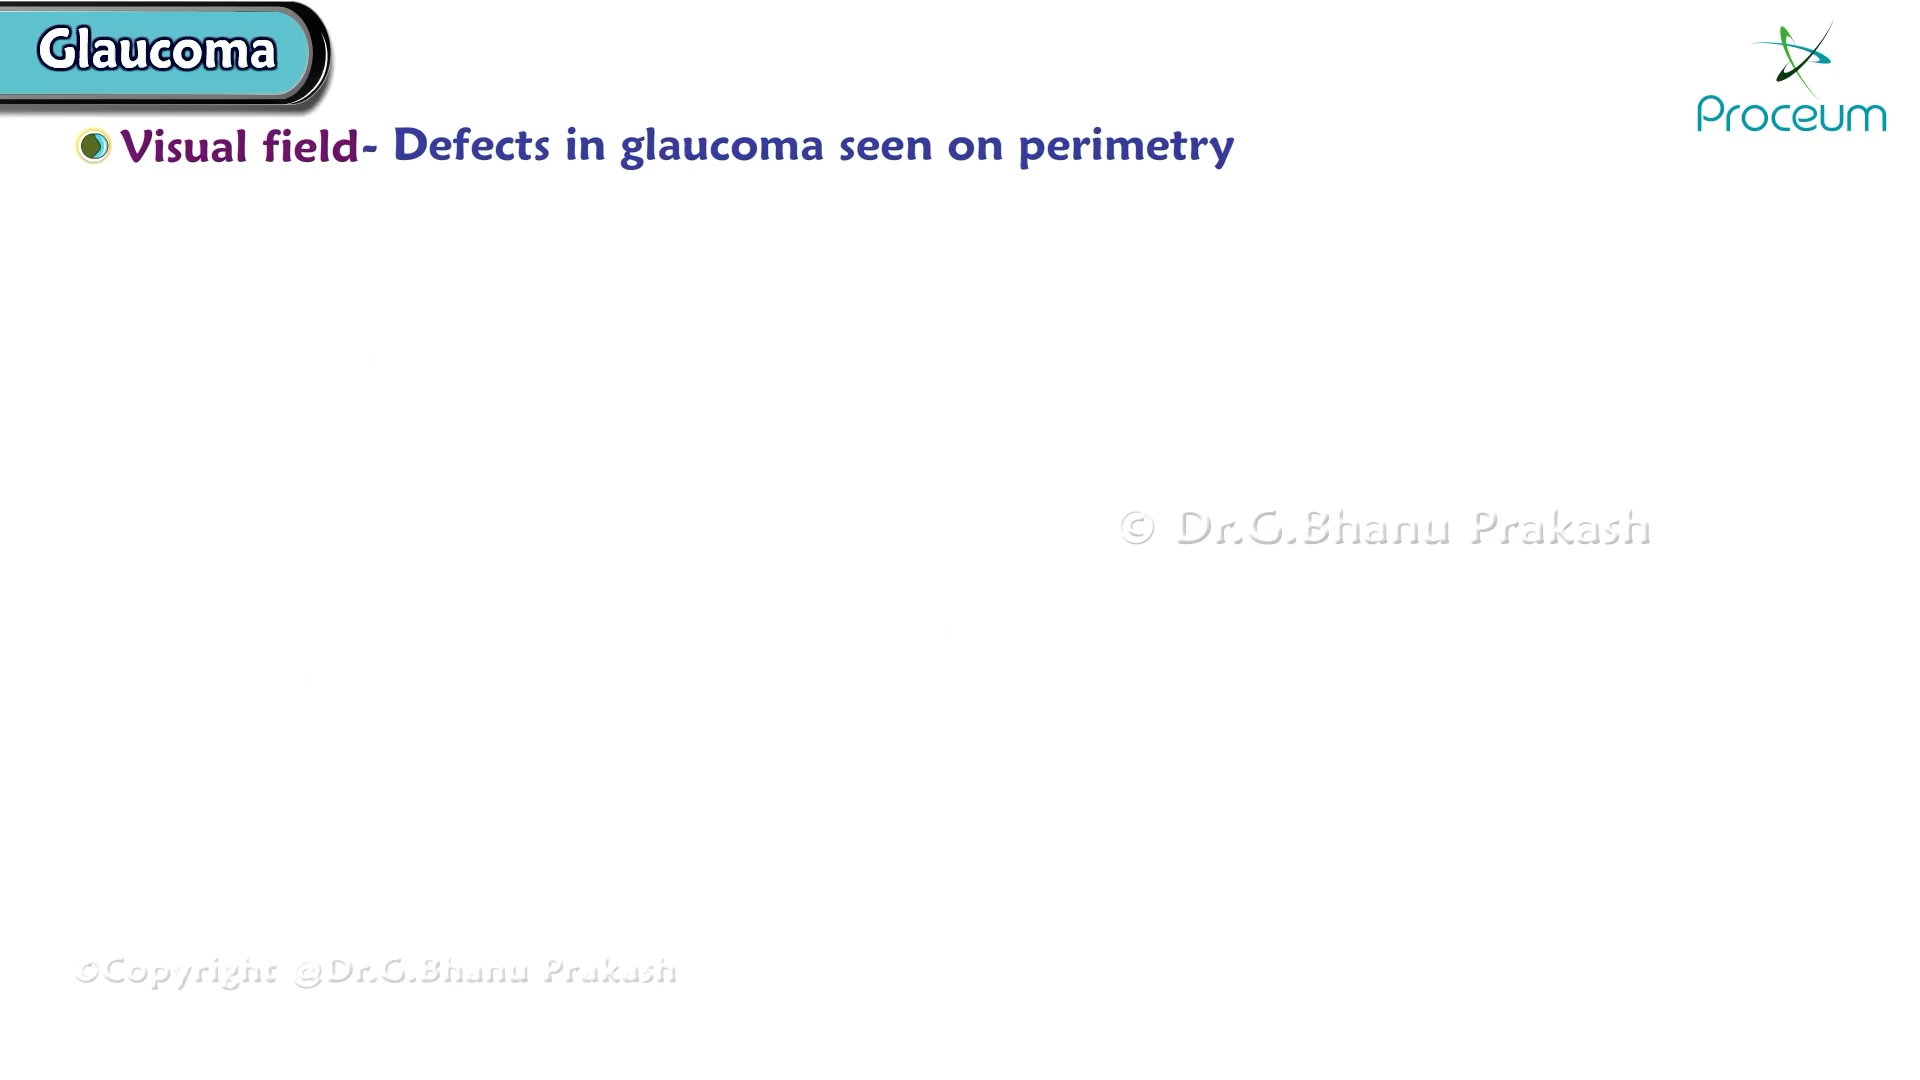 Glaucoma
Proceum
Visual field- Defects in glaucoma seen on perimetry
© Dr.G.Bhanu Prakash
©Copyright @Dr.G.Bhanu Prakash